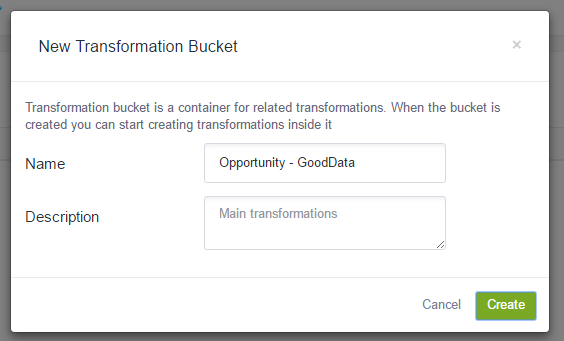 New Transformation Bucket ×
Transformation bucket is a container for related transformations. When the bucket is
created you can start creating transformations inside it
Name Opportunity - GoodData
Description Main transformations
Cancel Create